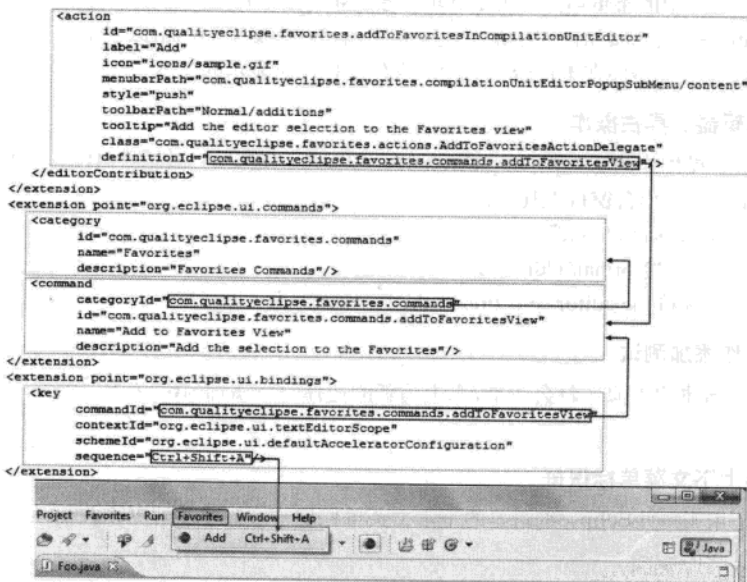 <action
id="com.qualityeclipse.favorites.addToFavoritesInCompilationUnitEditor"
label="Add"
icon="icons/sample.gif"
menubarPath="com.qualityeclipse.favorites.compilationUnitEditorPopupSubMenu/content"
style="push"
toolbarPath="Normal/additions"
tooltip="Add the editor selection to the Favorites view"
class="com.qualityeclipse.favorites.actions.AddToFavoritesActionDelegate"
definitionId="com.qualityeclipse.favorites.commands.addToFavoritesView"/>
</editorContribution>
</extension>
<extension point="org.eclipse.ui.commands">
<category
id="com.qualityeclipse.favorites.commands"
name="Favorites"
description="Favorites Commands"/>
<command
categoryId="com.qualityeclipse.favorites.commands"
id="com.qualityeclipse.favorites.commands.addToFavoritesView"
name="Add to Favorites View"
description="Add the selection to the Favorites"/>
</extension>
<extension point="org.eclipse.ui.bindings">
<key
commandId="com.qualityeclipse.favorites.commands.addToFavoritesView"
contextId="org.eclipse.ui.textEditorScope"
schemeId="org.eclipse.ui.defaultAcceleratorConfiguration"
sequence="Ctrl+Shift+A"/>
</extension>
Project Favorites Run Favorites Window Help
Add Ctrl+Shift+A
Java
Foo.java